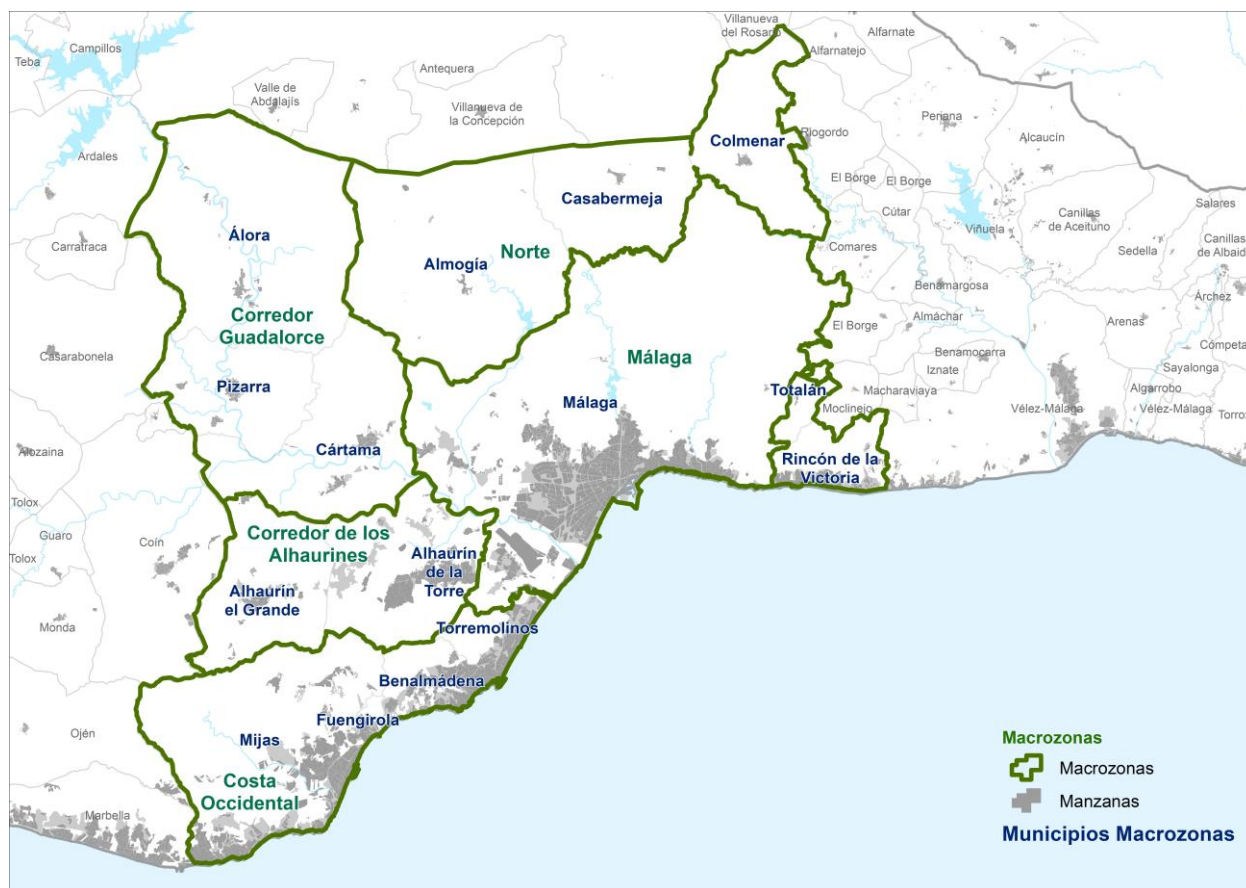 Villanueva
del Rosario
Alfarnate
Alfarnatejo
Campillos
Teba
Antequera
Valle de
Abdalajís
Villanueva de
la Concepción
Periana
Riogordo
Alcaucín
Colmenar
Ardales
El Borge
El Borge
Casabermeja
Salares
Cútar
Canillas
de Aceituno
Viñuela
Carratraca
Álora
Comares
Sedella
Canillas
de Albaid
Norte
Almogía
Benamargosa
Árchez
Corredor
Guadalorce
Almáchar
Arenas
El Borge
Cómpeta
Casarabonela
Málaga
Benamocarra
Iznate
Sayalonga
Pizarra
Totalán
Macharaviaya
Algarrobo
Málaga
Moclinejo
Vélez-Málaga
Vélez-Málaga
Torrox
Alozaina
Cártama
Rincón de la
Victoria
Tolox
Guaro
Coín
Corredor de los
Alhaurines
Tolox
Alhaurín
de la
Torre
Alhaurín
el Grande
Monda
Torremolinos
Benalmádena
Fuengirola
Ojén
Mijas
Costa
Occidental
Marbella
Macrozonas
Macrozonas
Manzanas
Municipios Macrozonas